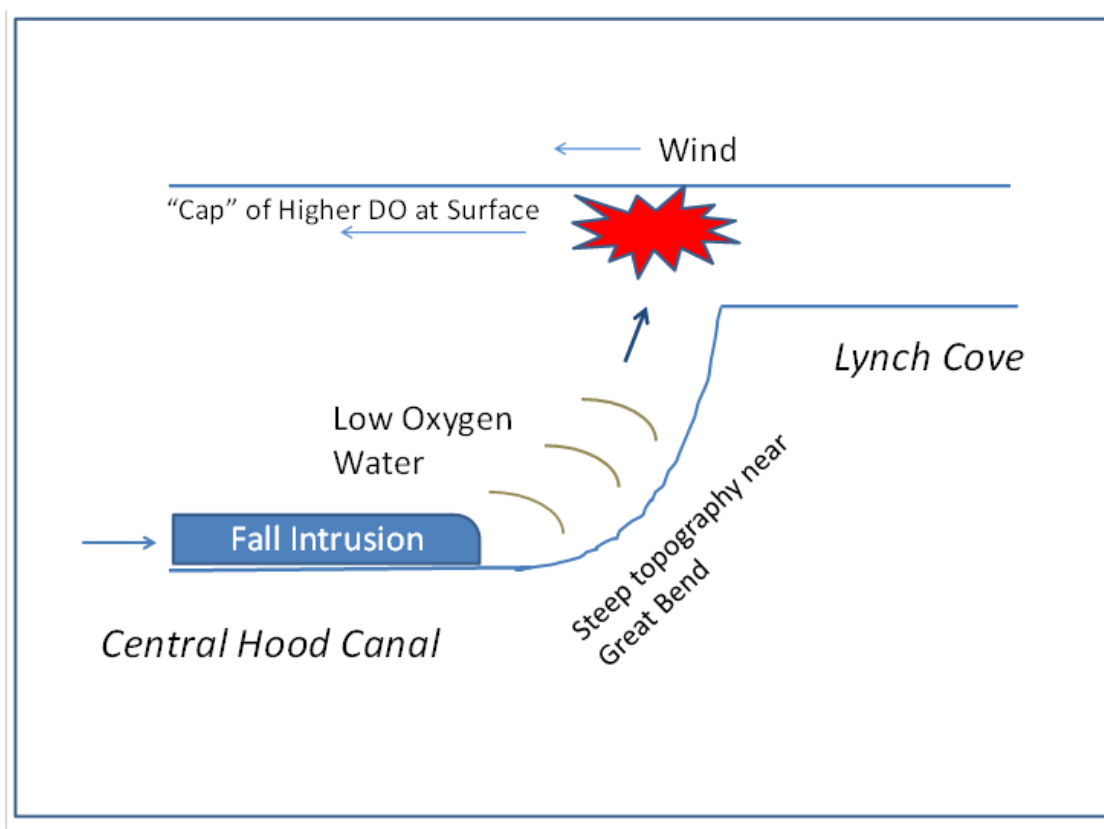 Wind
“Cap” of Higher DO at Surface
Lynch Cove
Low Oxygen
Water
Steep topography near
Great Bend
Fall Intrusion
Central Hood Canal